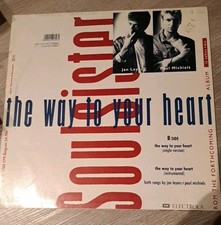 Soulsister
Jan Leyers
Paul Michiels
the way to your heart
B side
the way to your heart
(single version)
the way to your heart
(instrumental)
both songs by jan leyers & paul michiels
FROM THE FORTHCOMING ALBUM
EMI
ELECTROLA